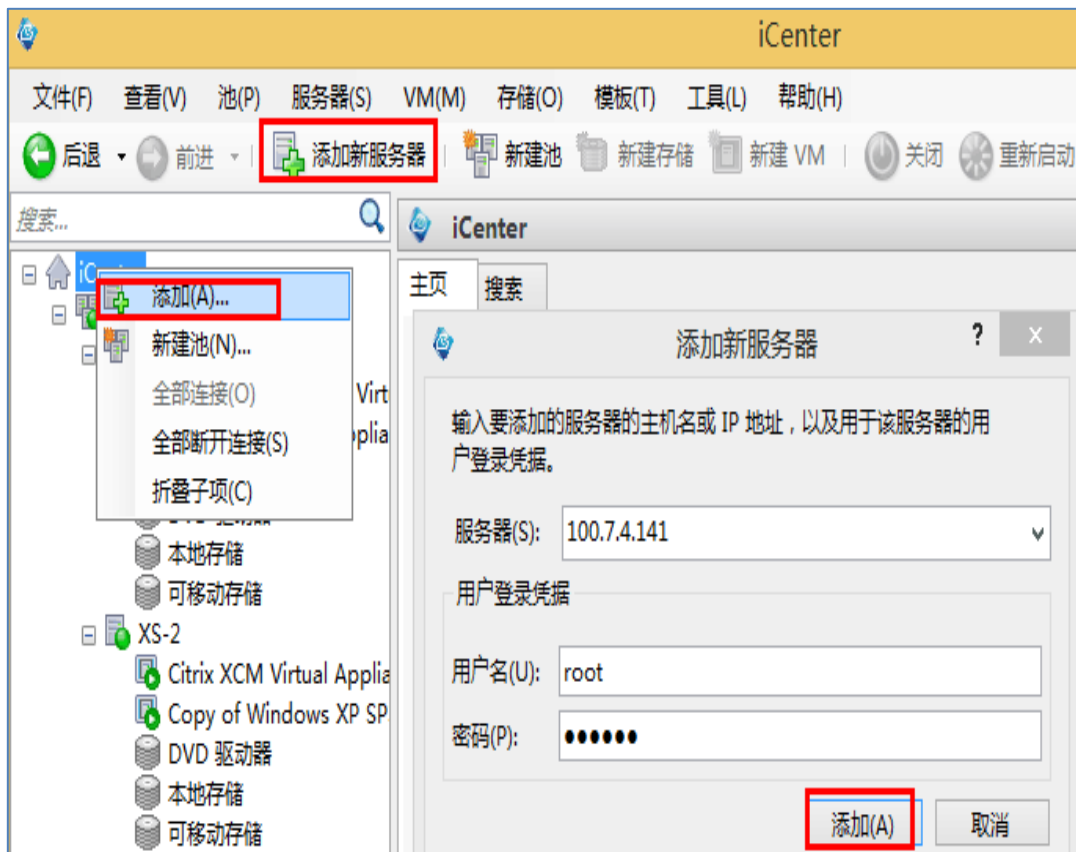 iCenter
文件(F) 查看(V) 池(P) 服务器(S) VM(M) 存储(O) 模板(T) 工具(L) 帮助(H)
后退 前进 添加新服务器 新建池 新建存储 新建 VM 关闭 重新启动
搜索...
iCenter
主页 搜索
添加(A)...
新建池(N)...
全部连接(O)
全部断开连接(S)
折叠子项(C)
本地存储
可移动存储
XS-2
Citrix XCM Virtual Applia
Copy of Windows XP SP
DVD 驱动器
本地存储
可移动存储
添加新服务器 ?
输入要添加的服务器的主机名或 IP 地址，以及用于该服务器的用
户登录凭据。
服务器(S): 100.7.4.141
用户登录凭据
用户名(U): root
密码(P): ●●●●●●
添加(A) 取消